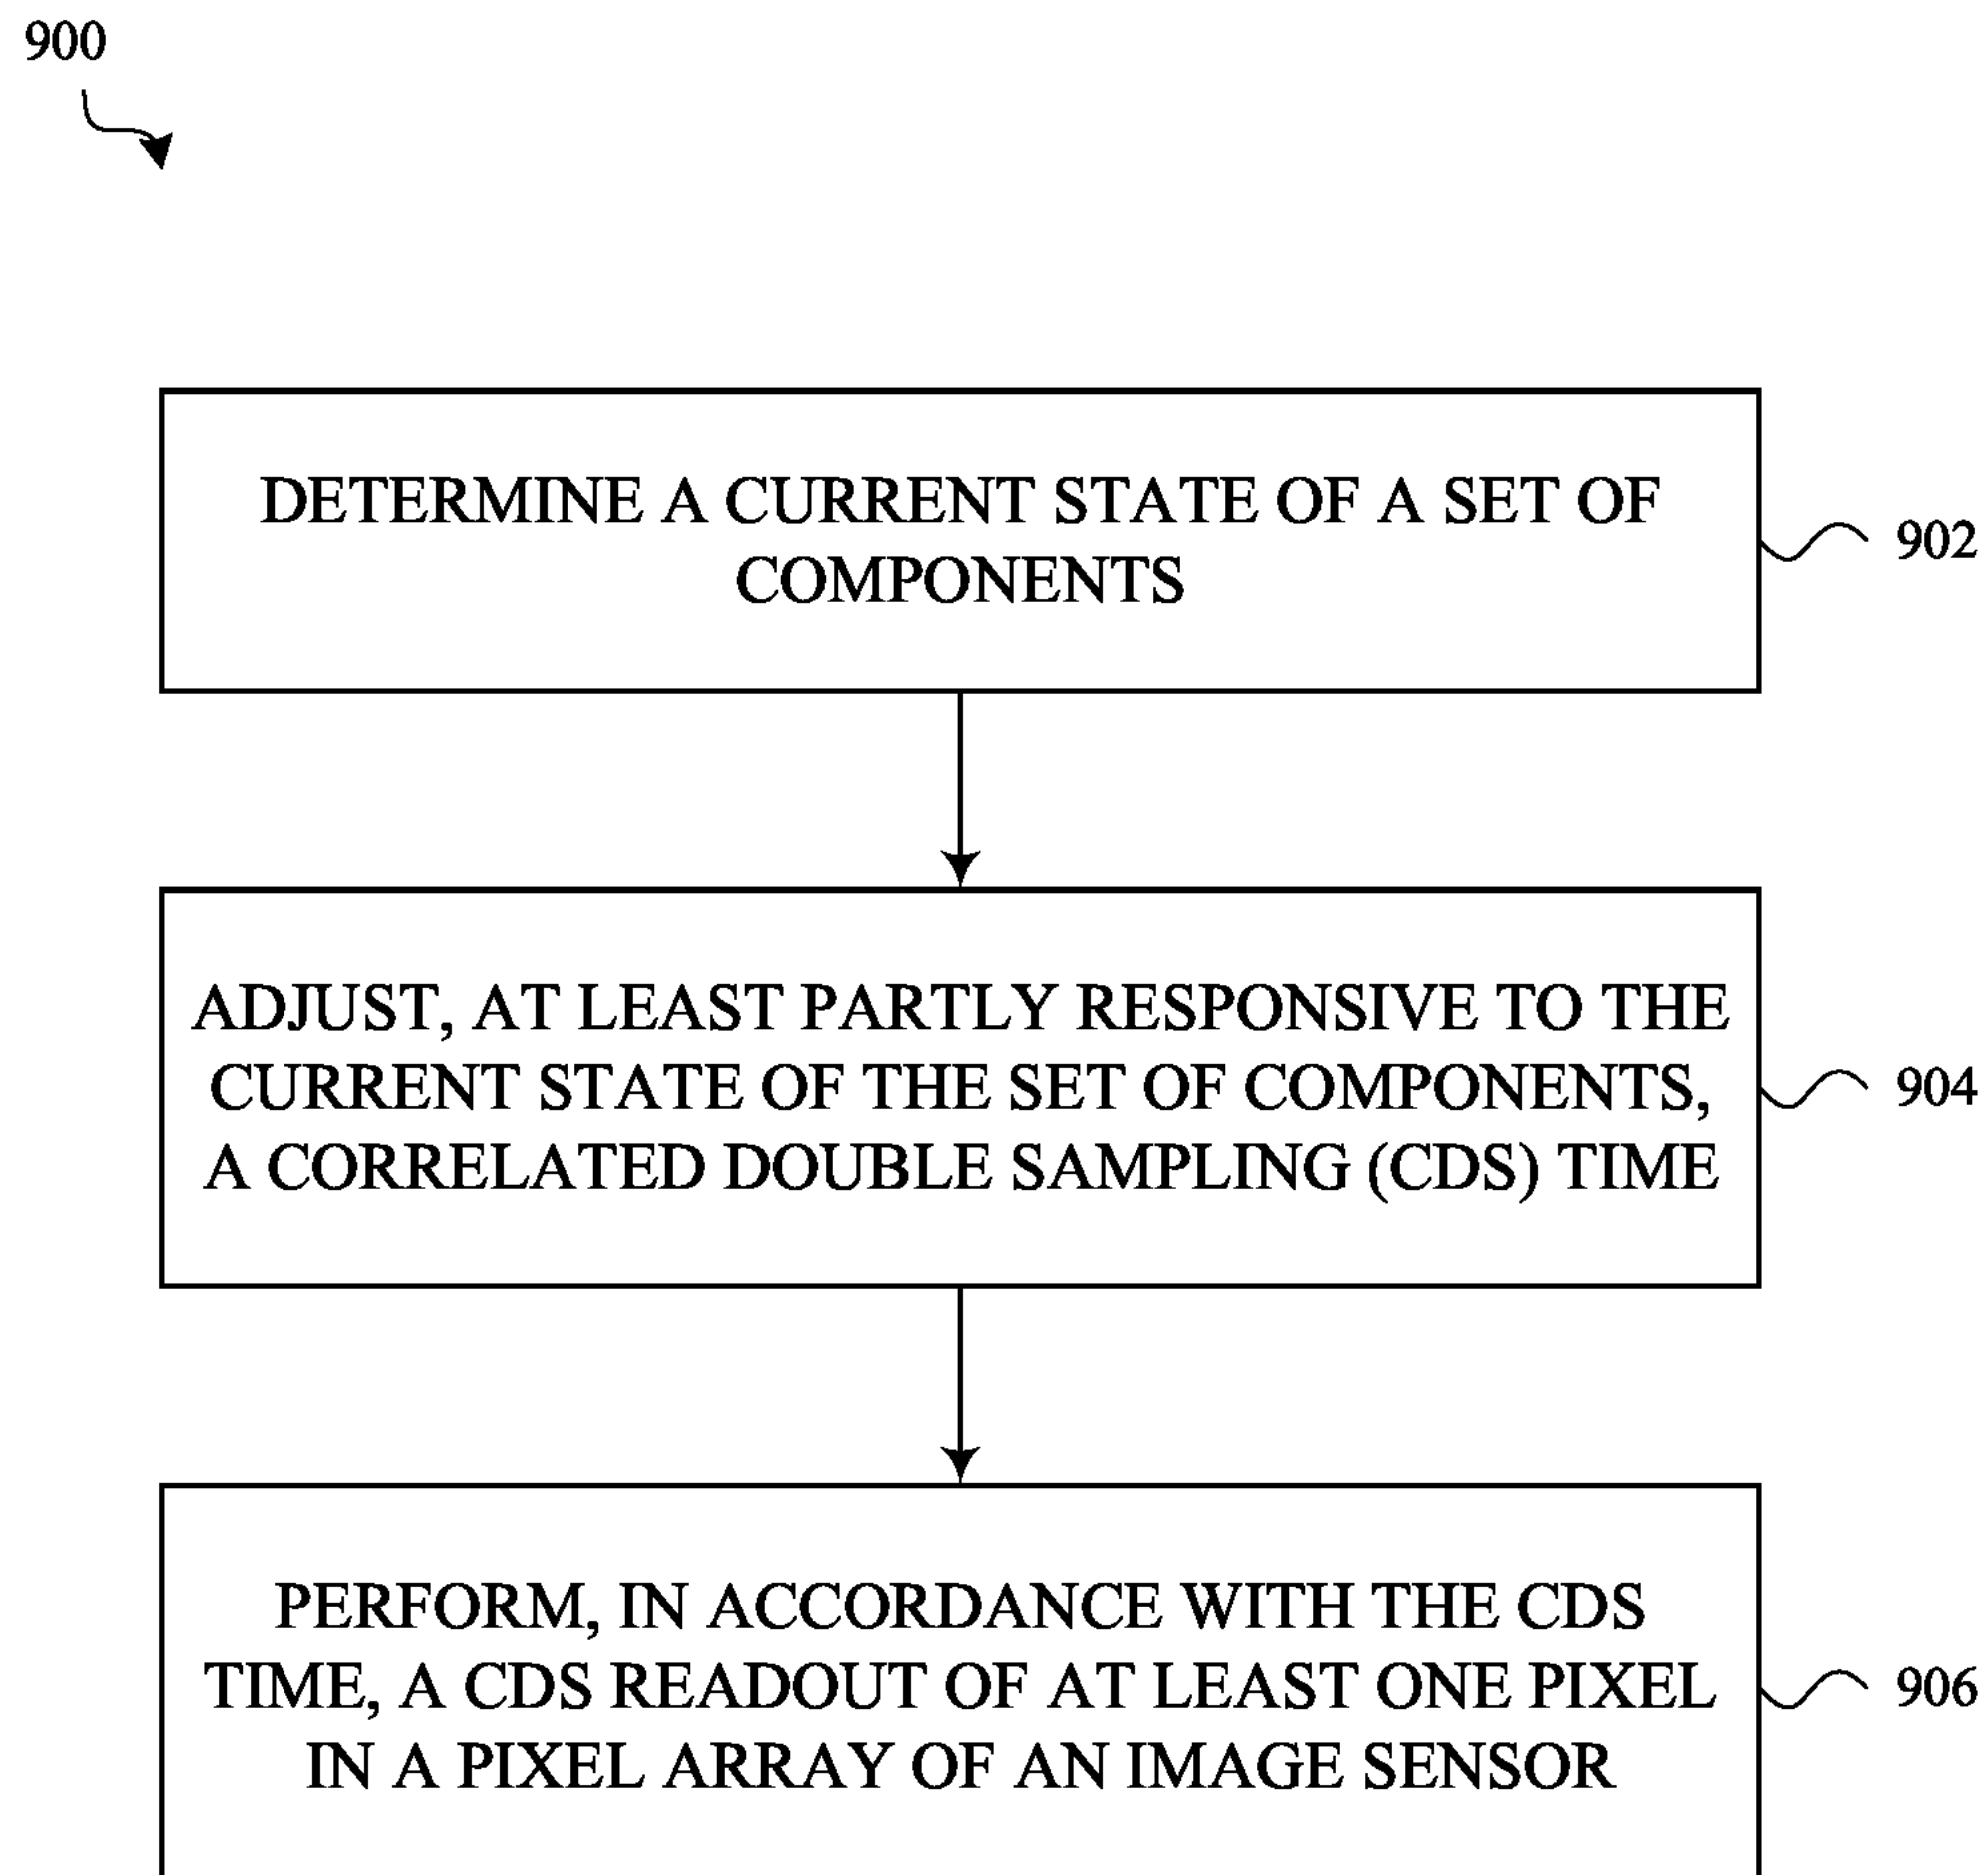 900
DETERMINE A CURRENT STATE OF A SET OF
COMPONENTS
902
ADJUST, AT LEAST PARTLY RESPONSIVE TO THE
CURRENT STATE OF THE SET OF COMPONENTS,
A CORRELATED DOUBLE SAMPLING (CDS) TIME
904
PERFORM, IN ACCORDANCE WITH THE CDS
TIME, A CDS READOUT OF AT LEAST ONE PIXEL
IN A PIXEL ARRAY OF AN IMAGE SENSOR
906